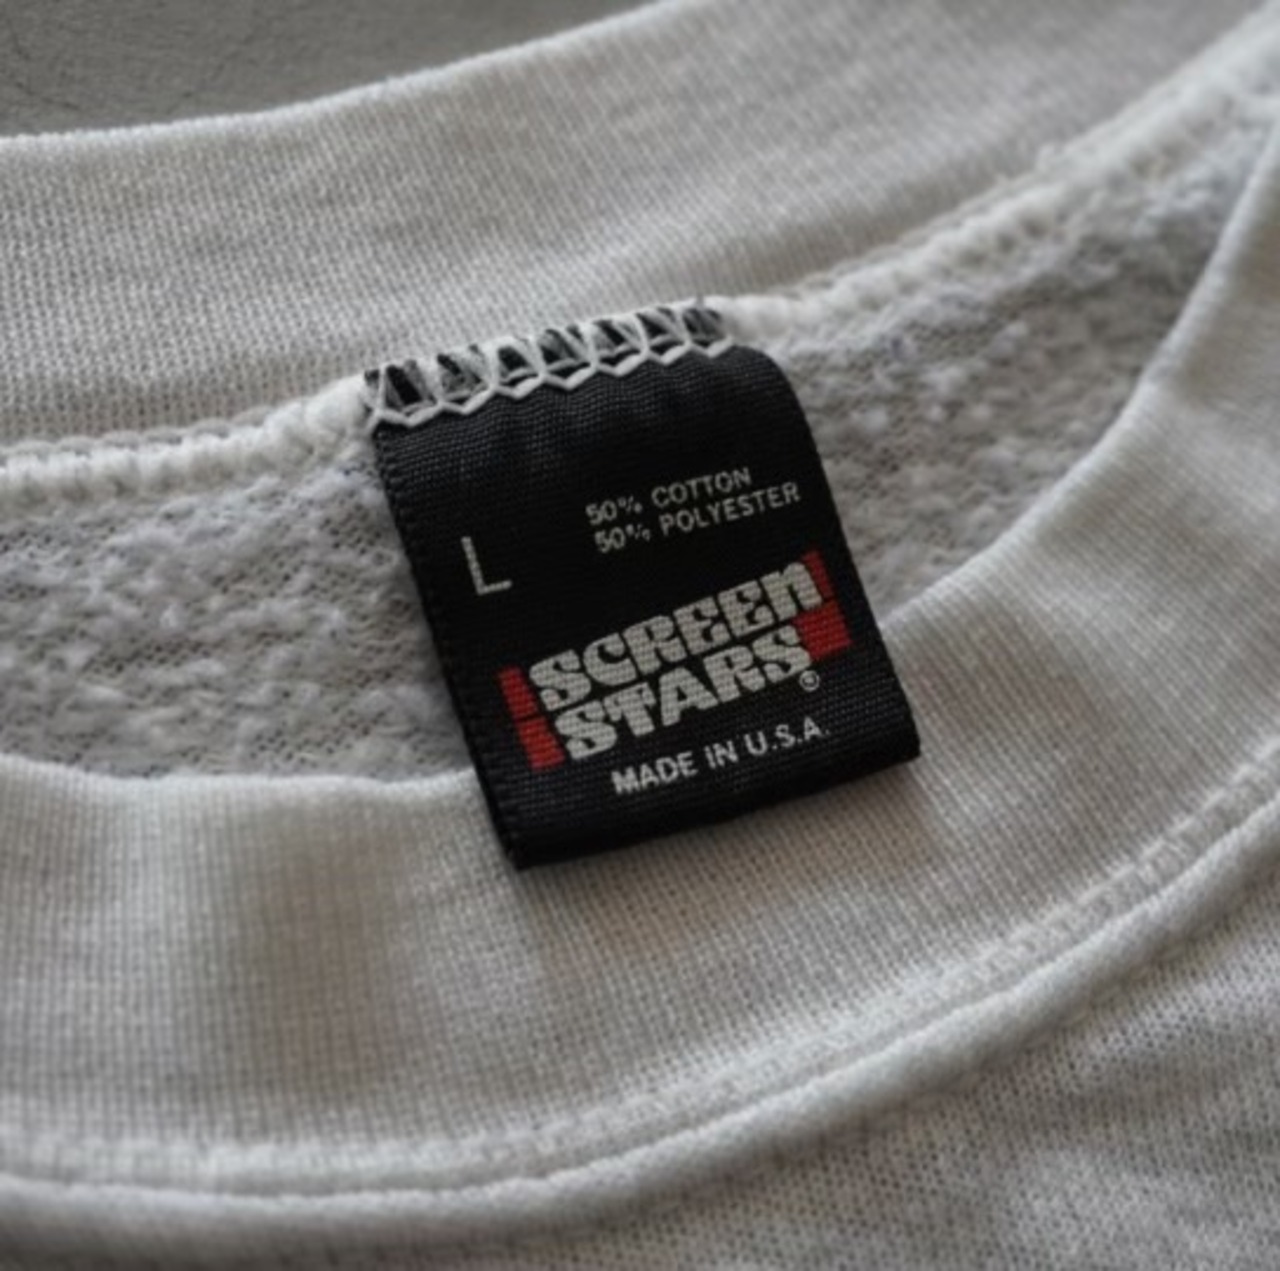 50% COTTON
50% POLYESTER
L
SCREEn
STARS®
MADE IN U.S.A.